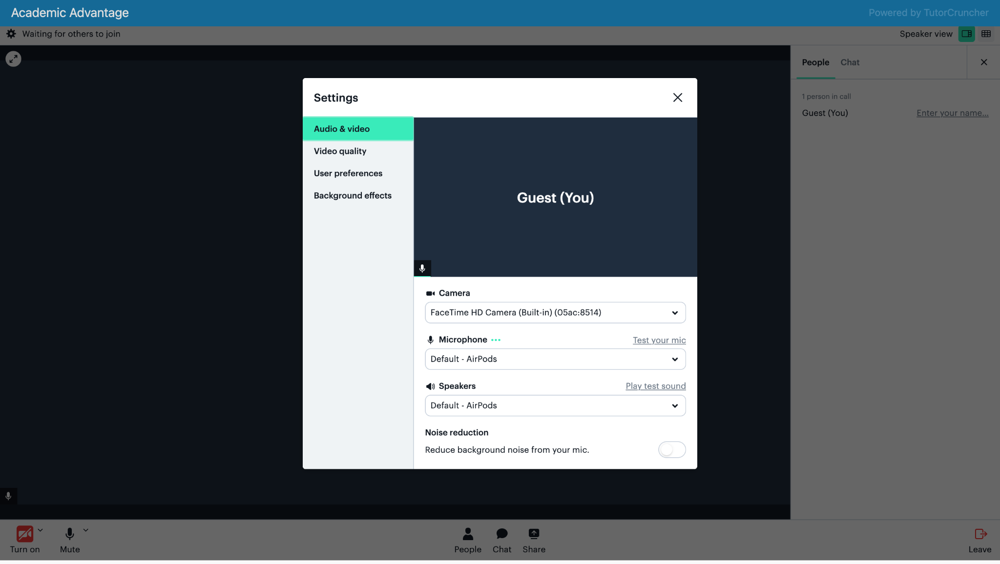 Academic Advantage
Powered by TutorCruncher
Waiting for others to join
Speaker view
People
Chat
1 person in call
Guest (You)
Enter your name...
Settings
Audio & video
Video quality
User preferences
Background effects
Guest (You)
Camera
FaceTime HD Camera (Built-in) (05ac:8514)
Microphone
Test your mic
Default - AirPods
Speakers
Play test sound
Default - AirPods
Noise reduction
Reduce background noise from your mic.
Turn on
Mute
People
Chat
Share
Leave